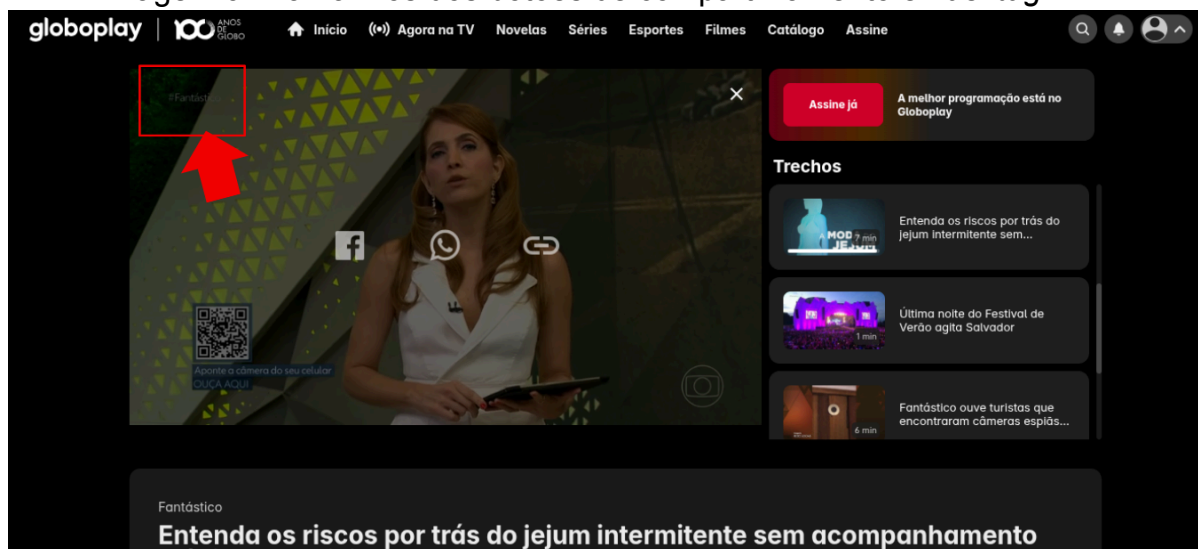 globoplay
100 ANOS DE GLOBO
Início
Agora na TV
Novelas
Séries
Esportes
Filmes
Catálogo
Assine
#Fantástico
Aponte a câmera do seu celular
OUÇA AQUI
Assine já
A melhor programação está no
Globoplay
Trechos
A MODA
JEJUM
7 min
Entenda os riscos por trás do
jejum intermitente sem...
1 min
Última noite do Festival de
Verão agita Salvador
6 min
Fantástico ouve turistas que
encontraram câmeras espiãs...
Fantástico
Entenda os riscos por trás do jejum intermitente sem acompanhamento